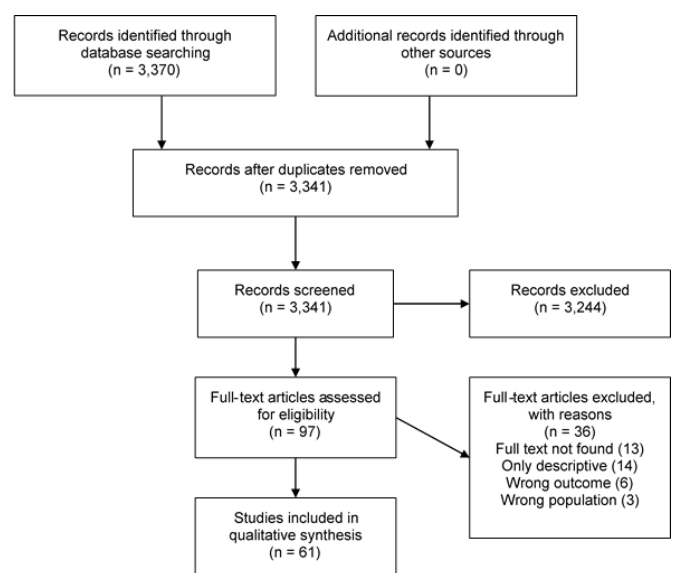 Records identified through
database searching
(n = 3,370)
Additional records identified through
other sources
(n = 0)
Records after duplicates removed
(n = 3,341)
Records screened
(n = 3,341)
Records excluded
(n = 3,244)
Full-text articles assessed
for eligibility
(n = 97)
Full-text articles excluded,
with reasons
(n = 36)
Full text not found (13)
Only descriptive (14)
Wrong outcome (6)
Wrong population (3)
Studies included in
qualitative synthesis
(n = 61)